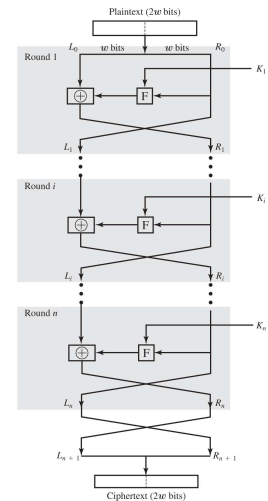 Plaintext (2w bits)
L₀ w bits w bits R₀
Round 1
K₁
F
L₁ R₁
Round i
Kᵢ
F
Lᵢ Rᵢ
Round n
Kₙ
F
Lₙ Rₙ
Lₙ ₊ ₁ Rₙ ₊ ₁
Ciphertext (2w bits)